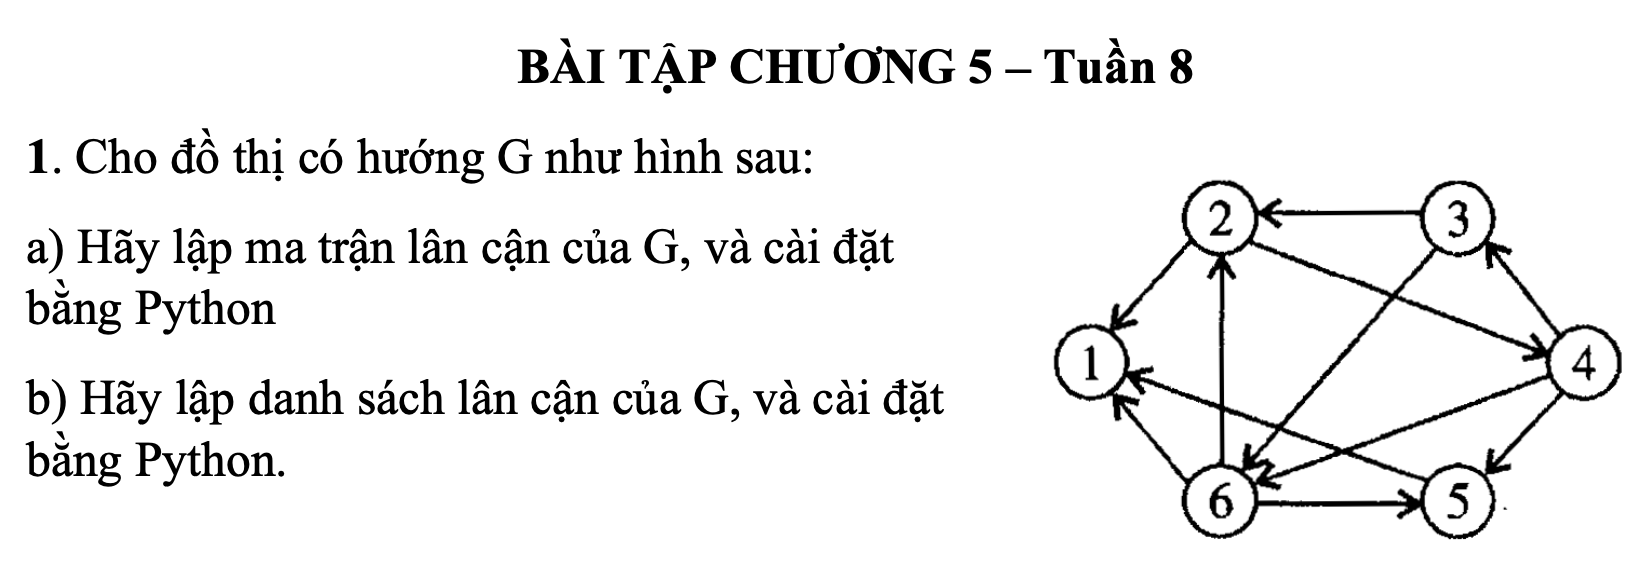 BÀI TẬP CHƯƠNG 5 – Tuần 8
1. Cho đồ thị có hướng G như hình sau:
a) Hãy lập ma trận lân cận của G, và cài đặt
bằng Python
b) Hãy lập danh sách lân cận của G, và cài đặt
bằng Python.
2 3
1 4
6 5